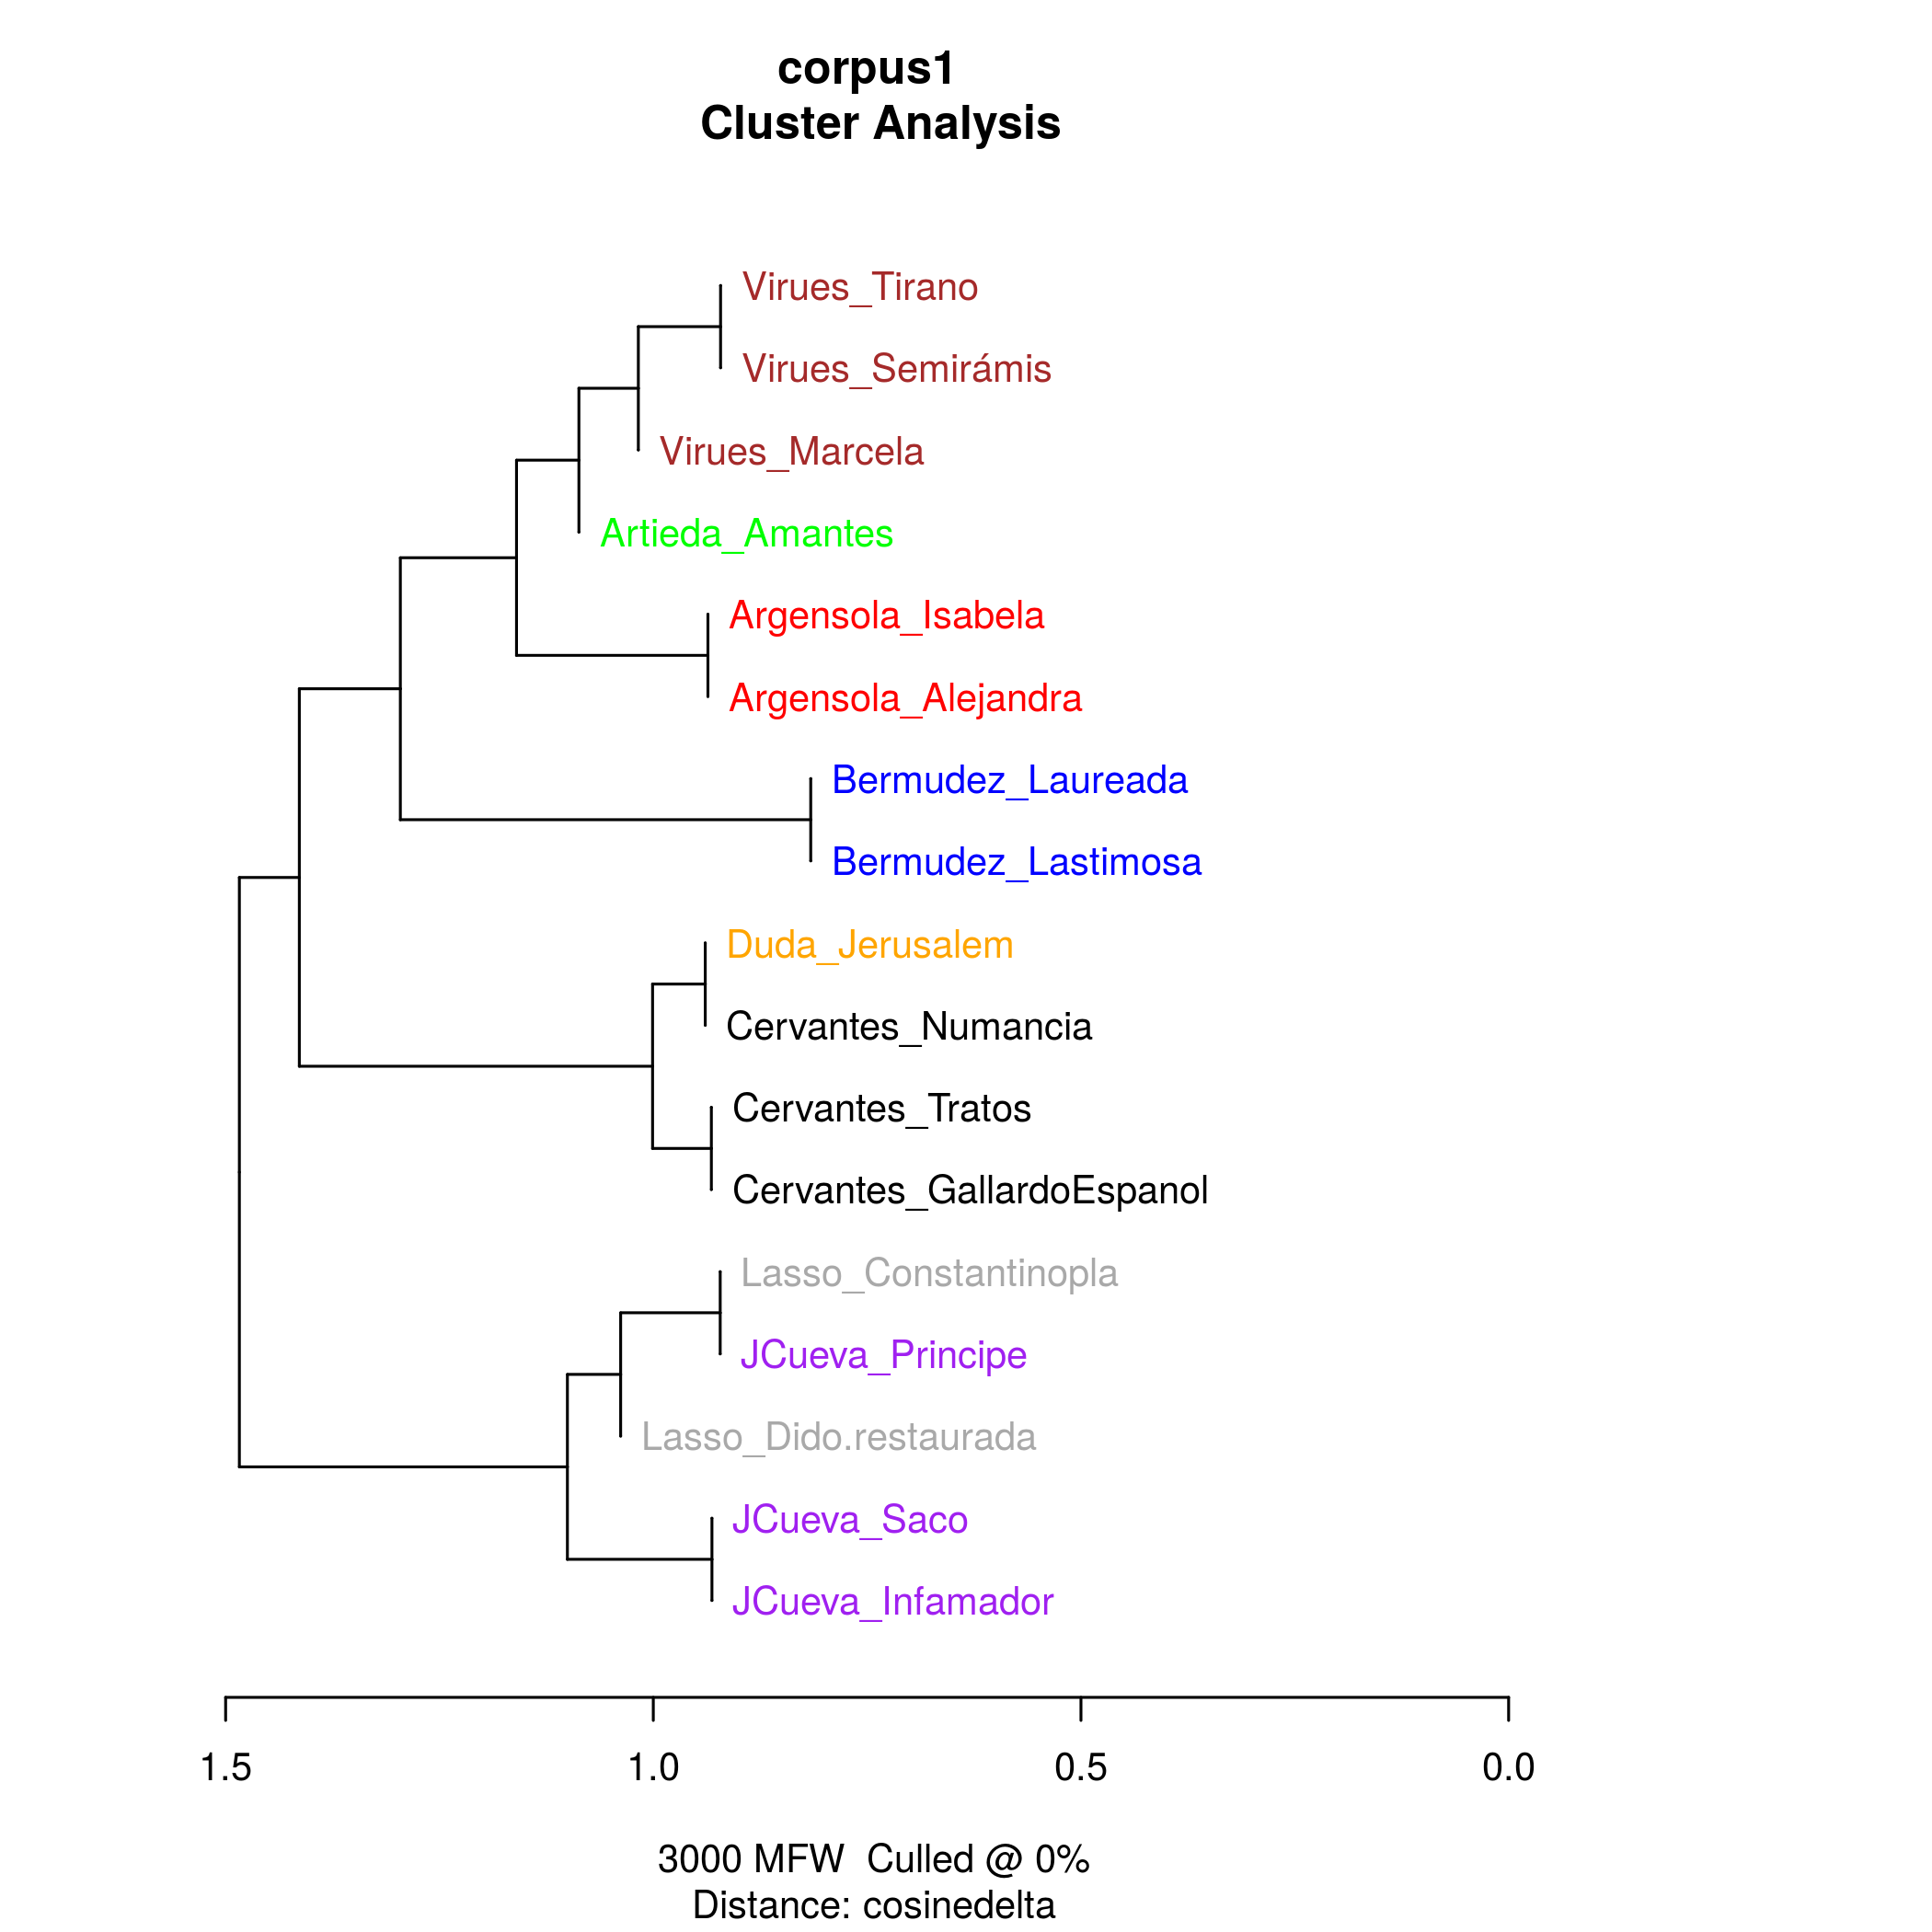 corpus1
Cluster Analysis
Virues_Tirano
Virues_Semirámis
Virues_Marcela
Artieda_Amantes
Argensola_Isabela
Argensola_Alejandra
Bermudez_Laureada
Bermudez_Lastimosa
Duda_Jerusalem
Cervantes_Numancia
Cervantes_Tratos
Cervantes_GallardoEspanol
Lasso_Constantinopla
JCueva_Principe
Lasso_Dido.restaurada
JCueva_Saco
JCueva_Infamador
1.5 1.0 0.5 0.0
3000 MFW  Culled @ 0%
Distance: cosinedelta